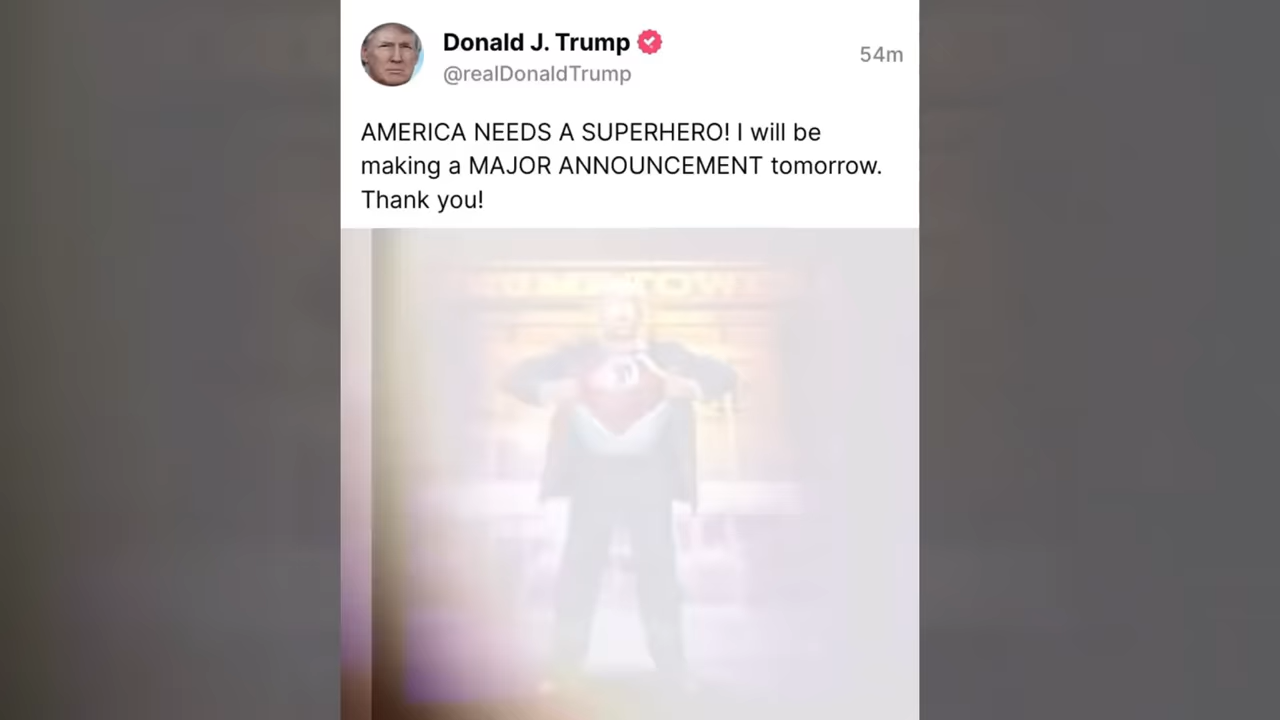 Donald J. Trump
54m
@realDonaldTrump
AMERICA NEEDS A SUPERHERO! I will be
making a MAJOR ANNOUNCEMENT tomorrow.
Thank you!